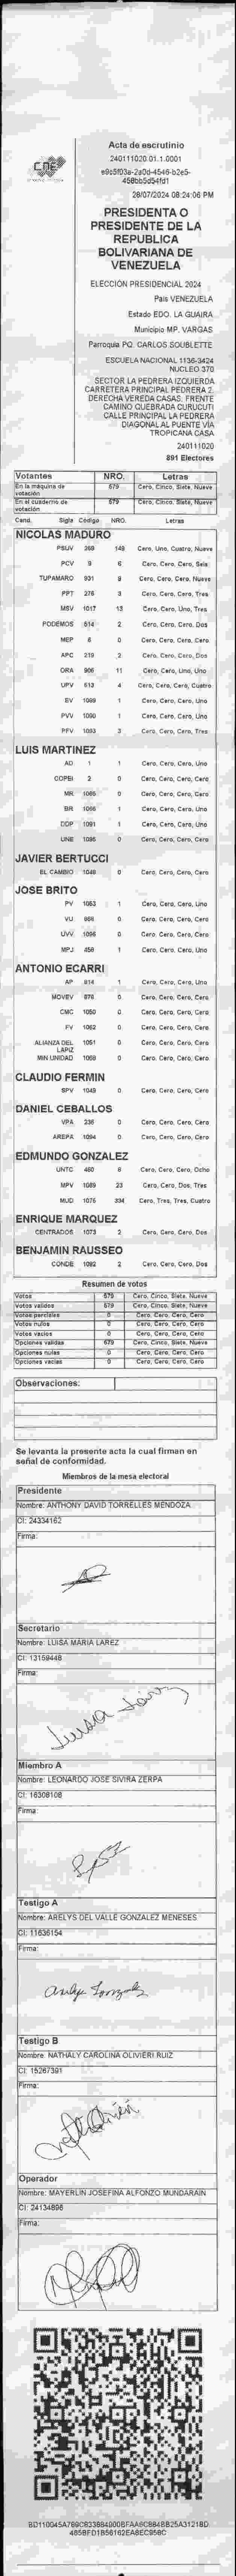 CNE
Acta de escrutinio
240111020.01.1.0001
28/07/2024 08:24:06 PM
PRESIDENTA O
PRESIDENTE DE LA
REPUBLICA
BOLIVARIANA DE
VENEZUELA
ELECCIÓN PRESIDENCIAL 2024
País VENEZUELA
Estado EDO. LA GUAIRA
Municipio MP. VARGAS
Parroquia PQ. CARLOS SOUBLETTE
ESCUELA NACIONAL 1136-3424
NUCLEO 370
SECTOR LA PEDRERA IZQUIERDA
CARRETERA PRINCIPAL PEDRERA 2.
DERECHA VEREDA CASAS. FRENTE
CAMINO QUEBRADA CURUCUTI
CALLE PRINCIPAL LA PEDRERA
DIAGONAL AL PUENTE VÍA
TROPICANA CASA
240111020
891 Electores
Votantes NRO. Letras
En la máquina de votación 579 Cero, Cinco, Siete, Nueve
En el cuaderno de votación 579 Cero, Cinco, Siete, Nueve
Cand. Sigla Código NRO. Letras
NICOLAS MADURO
PSUV 269 149 Cero, Uno, Cuatro, Nueve
PCV 9 6 Cero, Cero, Cero, Seis
TUPAMARO 931 9 Cero, Cero, Cero, Nueve
PPT 276 3 Cero, Cero, Cero, Tres
MSV 1017 13 Cero, Cero, Uno, Tres
PODEMOS 514 2 Cero, Cero, Cero, Dos
MEP 6 0 Cero, Cero, Cero, Cero
APC 219 2 Cero, Cero, Cero, Dos
ORA 906 11 Cero, Cero, Uno, Uno
UPV 613 4 Cero, Cero, Cero, Cuatro
EV 1089 1 Cero, Cero, Cero, Uno
PVV 1090 1 Cero, Cero, Cero, Uno
PFV 1093 3 Cero, Cero, Cero, Tres
LUIS MARTINEZ
AD 1 1 Cero, Cero, Cero, Uno
COPEI 2 0 Cero, Cero, Cero, Cero
MR 1065 0 Cero, Cero, Cero, Cero
BR 1066 1 Cero, Cero, Cero, Uno
DDP 1091 1 Cero, Cero, Cero, Uno
UNE 1095 0 Cero, Cero, Cero, Cero
JAVIER BERTUCCI
EL CAMBIO 1048 0 Cero, Cero, Cero, Cero
JOSE BRITO
PV 1063 1 Cero, Cero, Cero, Uno
VU 0 Cero, Cero, Cero, Cero
UVV 1096 0 Cero, Cero, Cero, Cero
MPJ 458 1 Cero, Cero, Cero, Uno
ANTONIO ECARRI
AP 814 1 Cero, Cero, Cero, Uno
MOVEV 878 0 Cero, Cero, Cero, Cero
CMC 1050 0 Cero, Cero, Cero, Cero
FV 1062 0 Cero, Cero, Cero, Cero
ALIANZA DEL LAPIZ 1051 0 Cero, Cero, Cero, Cero
MIN UNIDAD 1068 0 Cero, Cero, Cero, Cero
CLAUDIO FERMIN
SPV 1049 0 Cero, Cero, Cero, Cero
DANIEL CEBALLOS
VPA 236 0 Cero, Cero, Cero, Cero
AREPA 1094 0 Cero, Cero, Cero, Cero
EDMUNDO GONZALEZ
UNTC 460 8 Cero, Cero, Cero, Ocho
MPV 1069 23 Cero, Cero, Dos, Tres
MUD 1075 334 Cero, Tres, Tres, Cuatro
ENRIQUE MARQUEZ
CENTRADOS 1073 2 Cero, Cero, Cero, Dos
BENJAMIN RAUSSEO
CONDE 1092 2 Cero, Cero, Cero, Dos
Resumen de votos
Votos 579 Cero, Cinco, Siete, Nueve
Votos válidos 579 Cero, Cinco, Siete, Nueve
Votos parciales 0 Cero, Cero, Cero, Cero
Votos nulos 0 Cero, Cero, Cero, Cero
Votos vacíos 0 Cero, Cero, Cero, Cero
Opciones válidas 579 Cero, Cinco, Siete, Nueve
Opciones nulas 0 Cero, Cero, Cero, Cero
Opciones vacías 0 Cero, Cero, Cero, Cero
Observaciones:
Se levanta la presente acta la cual firman en
señal de conformidad.
Miembros de la mesa electoral
Presidente
Nombre: ANTHONY DAVID TORRELLES MENDOZA
CI: 24334162
Firma:
Secretario
Nombre: LUISA MARIA LAREZ
CI: 13159448
Firma:
Luisa Larez
Miembro A
Nombre: LEONARDO JOSE SIVIRA ZERPA
CI: 16308108
Firma:
Testigo A
Nombre: ARELYS DEL VALLE GONZALEZ MENESES
CI: 11636154
Firma:
Testigo B
Nombre: NATHALY CAROLINA OLIVIERI RUIZ
CI: 15267391
Firma:
Operador
Nombre: MAYERLIN JOSEFINA ALFONZO MUNDARAIN
CI: 24134896
Firma: